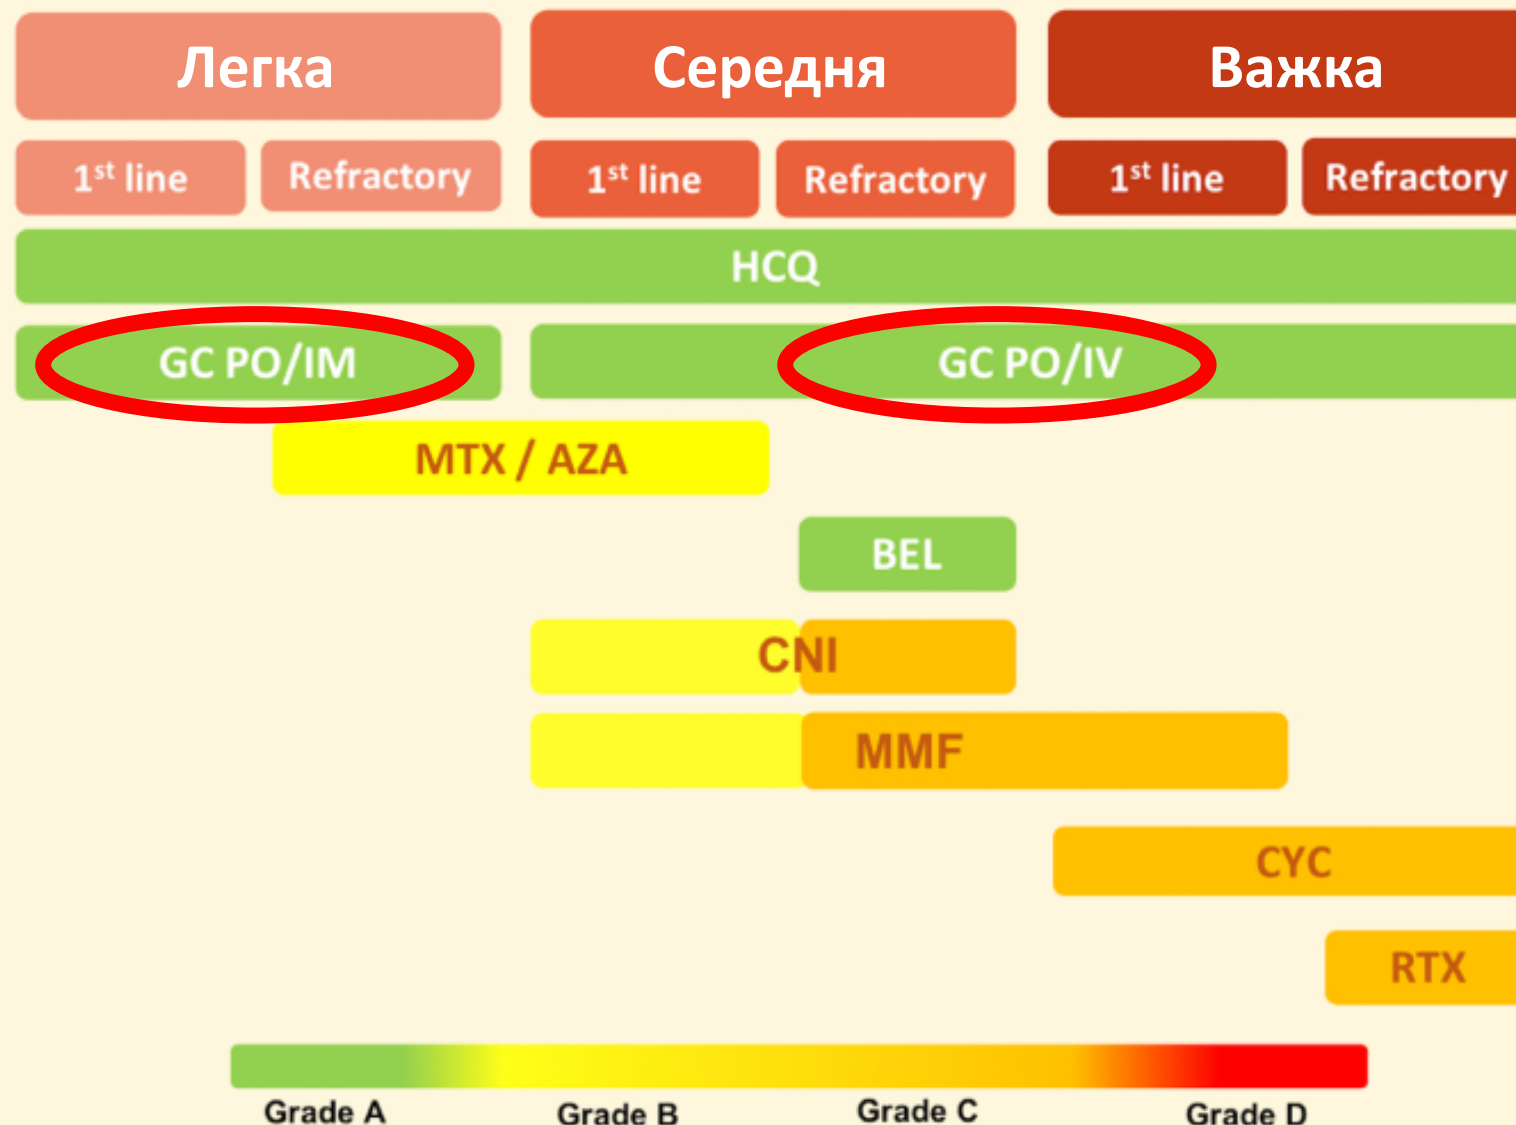 Легка Середня Важка
1st line Refractory 1st line Refractory 1st line Refractory
HCQ
GC PO/IM GC PO/IV
MTX / AZA
BEL
CNI
MMF
CYC
RTX
Grade A Grade B Grade C Grade D